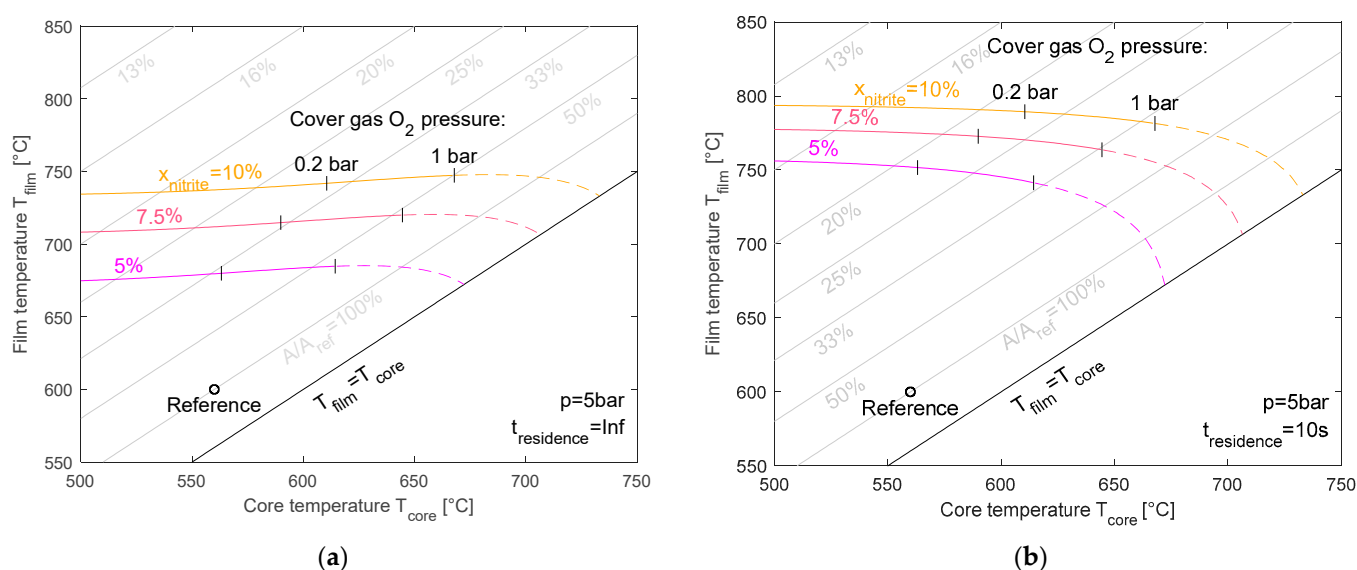 850
800
750
700
650
600
550
500
550
600
650
700
750
Film temperature T_film [°C]
Core temperature T_core [°C]
13%
16%
20%
25%
33%
50%
A/A_ref=100%
Cover gas O_2 pressure:
0.2 bar
1 bar
x_nitrite=10%
7.5%
5%
T_film=T_core
Reference
p=5bar
t_residence=Inf
(a)
850
800
750
700
650
600
550
500
550
600
650
700
750
Film temperature T_film [°C]
Core temperature T_core [°C]
13%
16%
20%
25%
33%
50%
A/A_ref=100%
Cover gas O_2 pressure:
0.2 bar
1 bar
x_nitrite=10%
7.5%
5%
T_film=T_core
Reference
p=5bar
t_residence=10s
(b)